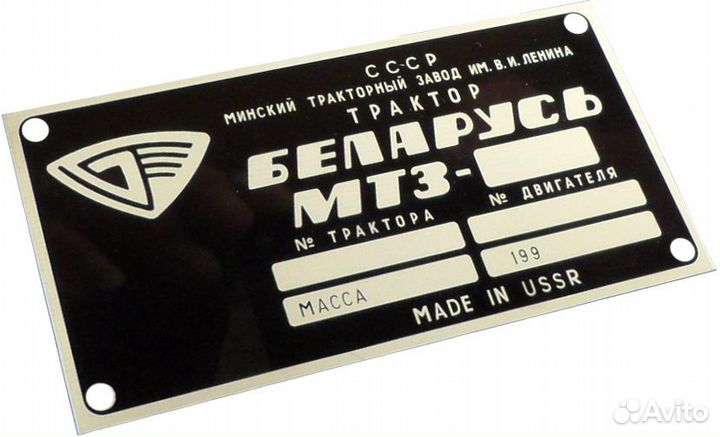 СССР
МИНСКИЙ ТРАКТОРНЫЙ ЗАВОД ИМ. В.И. ЛЕНИНА
ТРАКТОР
БЕЛАРУСЬ
МТЗ-
№ ТРАКТОРА № ДВИГАТЕЛЯ
МАССА 199
MADE IN USSR
Avito